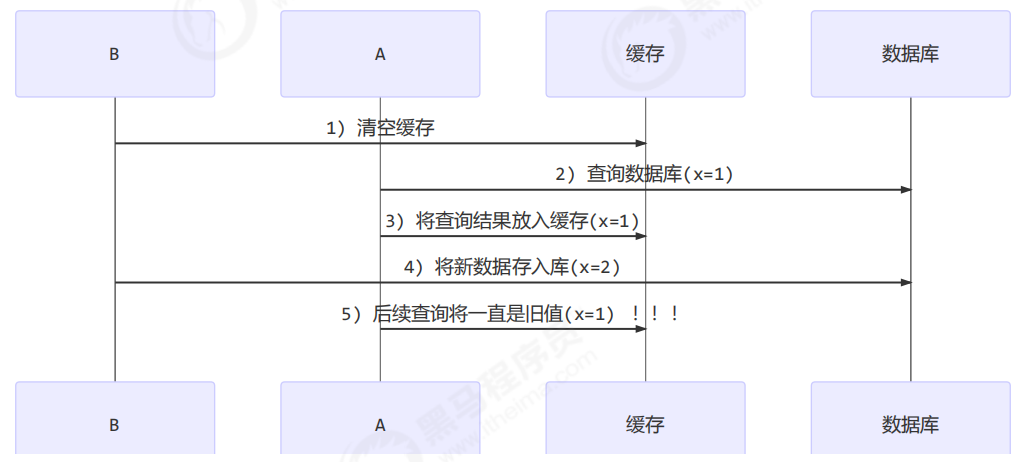 B
A
缓存
数据库
1) 清空缓存
2) 查询数据库(x=1)
3) 将查询结果放入缓存(x=1)
4) 将新数据存入库(x=2)
5) 后续查询将一直是旧值(x=1) ！！！
黑马程序员
www.itheima.com
B
A
缓存
数据库